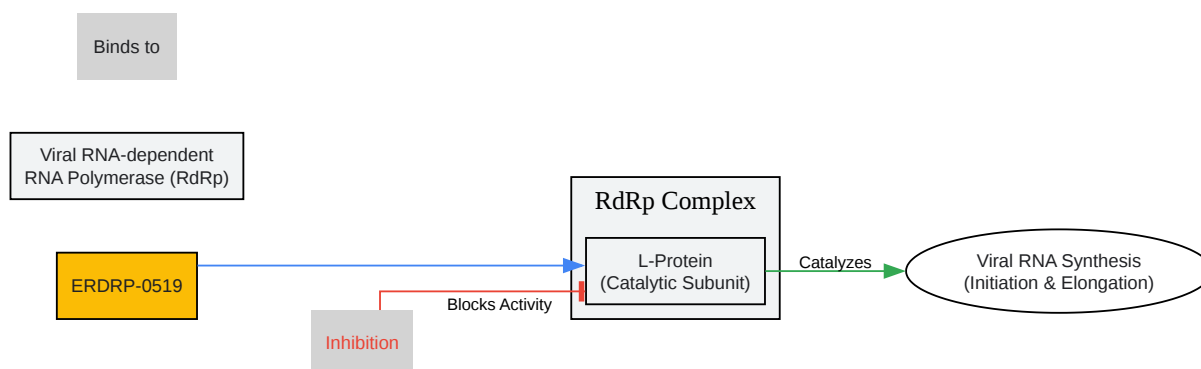 Binds to
Viral RNA-dependent
RNA Polymerase (RdRp)
ERDRP-0519
Inhibition
Blocks Activity
RdRp Complex
L-Protein
(Catalytic Subunit)
Catalyzes
Viral RNA Synthesis
(Initiation & Elongation)